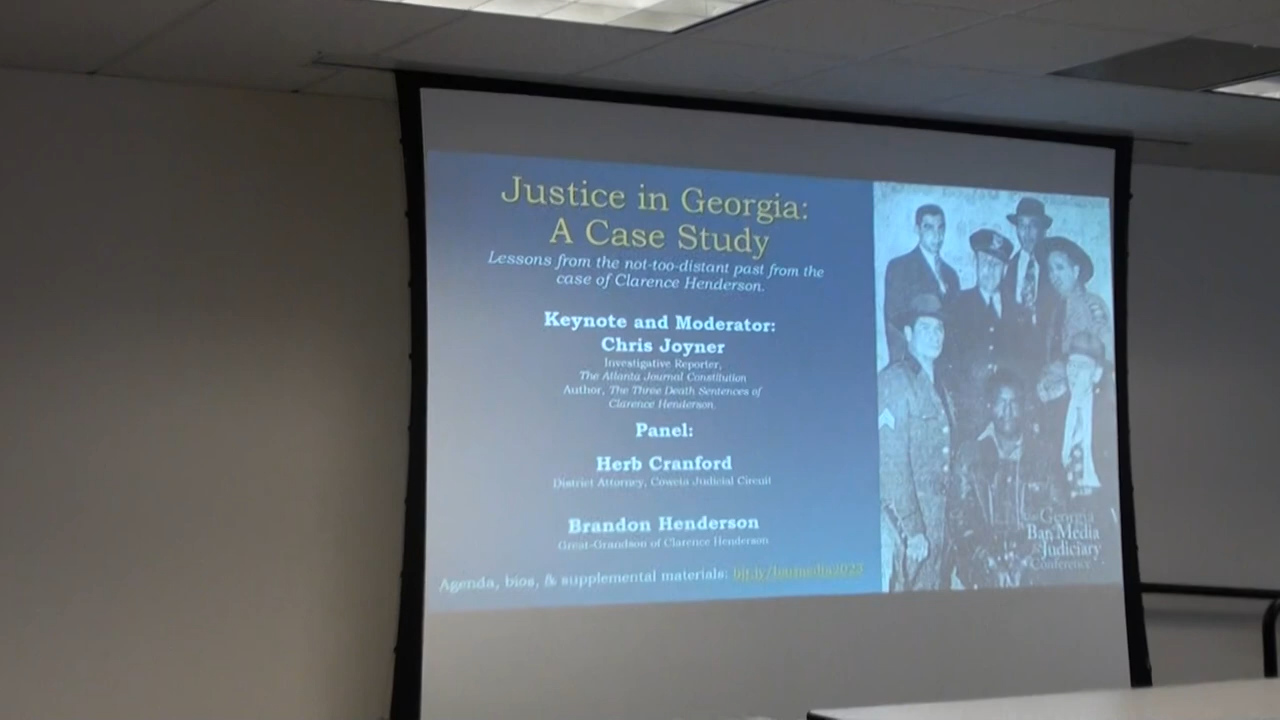 Justice in Georgia:
A Case Study
Lessons from the not-too-distant past from the
case of Clarence Henderson.
Keynote and Moderator:
Chris Joyner
Investigative Reporter,
The Atlanta Journal Constitution
Author, The Three Death Sentences of
Clarence Henderson.
Panel:
Herb Cranford
District Attorney, Coweta Judicial Circuit
Brandon Henderson
Great-Grandson of Clarence Henderson
Agenda, bios, & supplemental materials:
Georgia
Bar Media
& Judiciary
Conference